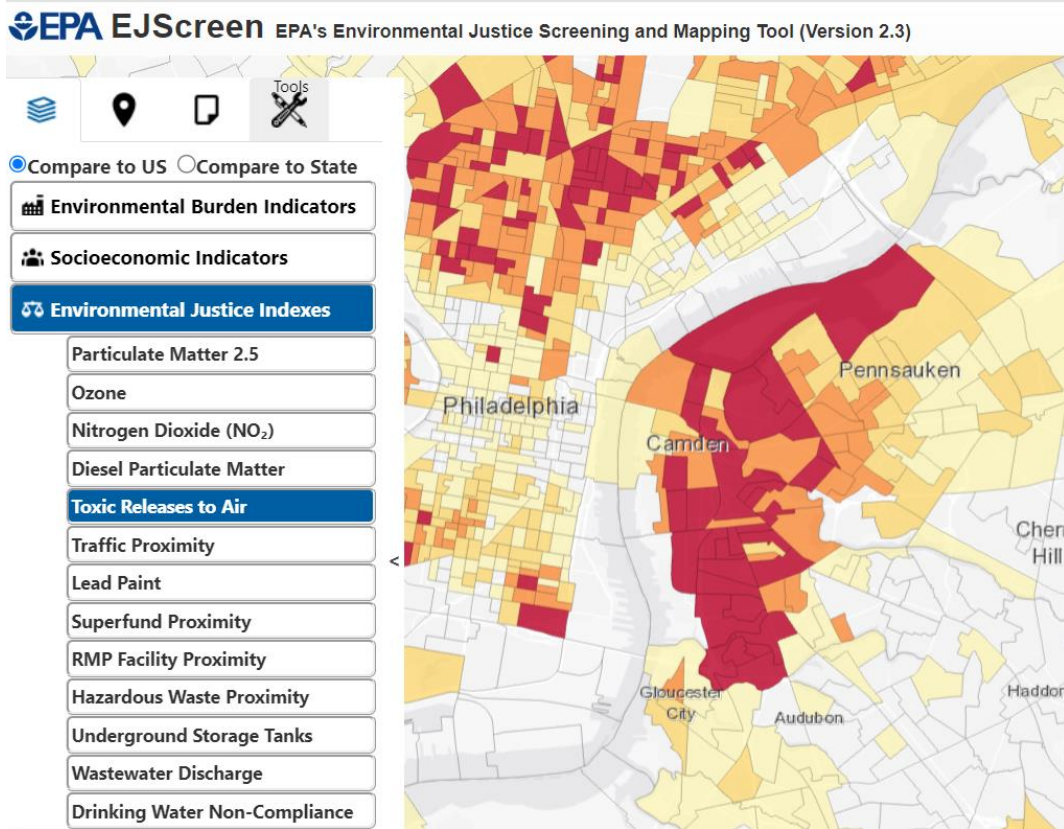 EPA EJScreen EPA's Environmental Justice Screening and Mapping Tool (Version 2.3)
Tools
Compare to US Compare to State
Environmental Burden Indicators
Socioeconomic Indicators
Environmental Justice Indexes
Particulate Matter 2.5
Ozone
Nitrogen Dioxide (NO₂)
Diesel Particulate Matter
Toxic Releases to Air
Traffic Proximity
Lead Paint
Superfund Proximity
RMP Facility Proximity
Hazardous Waste Proximity
Underground Storage Tanks
Wastewater Discharge
Drinking Water Non-Compliance
<
Pennsauken
Philadelphia
Camden
Cherr
Hill
Gloucester
City
Audubon
Haddor